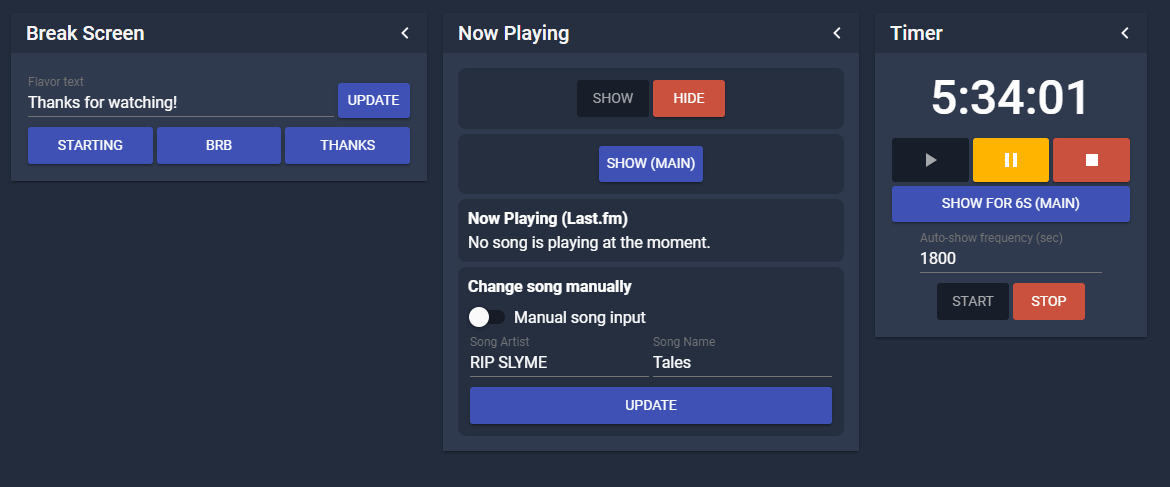 Break Screen
Flavor text
Thanks for watching!
UPDATE
STARTING
BRB
THANKS
Now Playing
SHOW
HIDE
SHOW (MAIN)
Now Playing (Last.fm)
No song is playing at the moment.
Change song manually
Manual song input
Song Artist
Song Name
RIP SLYME
Tales
UPDATE
Timer
5:34:01
SHOW FOR 6S (MAIN)
Auto-show frequency (sec)
1800
START
STOP